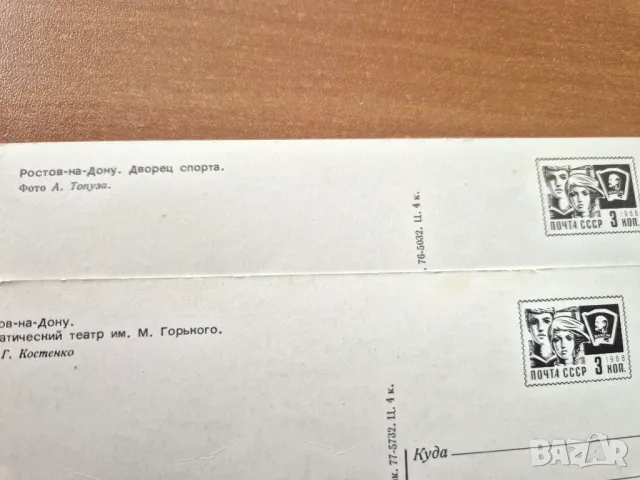 Ростов-на-Дону. Дворец спорта.
Фото А. Топуза.
76-5032. Ц. 4 к.
1966
ПОЧТА СССР 3 КОП.
ов-на-Дону.
атический театр им. М. Горького.
Г. Костенко
77-5732. Ц. 4 к.
1966
ПОЧТА СССР 3 КОП.
Куда
BAZAR